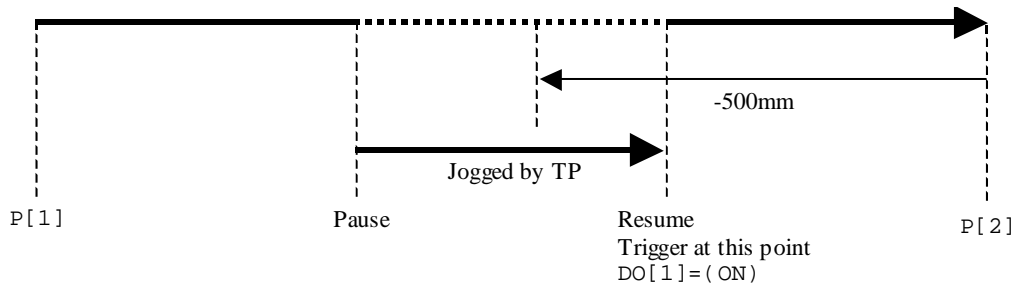 -500mm
Jogged by TP
P[1]
Pause
Resume
Trigger at this point
DO[1]=(ON)
P[2]